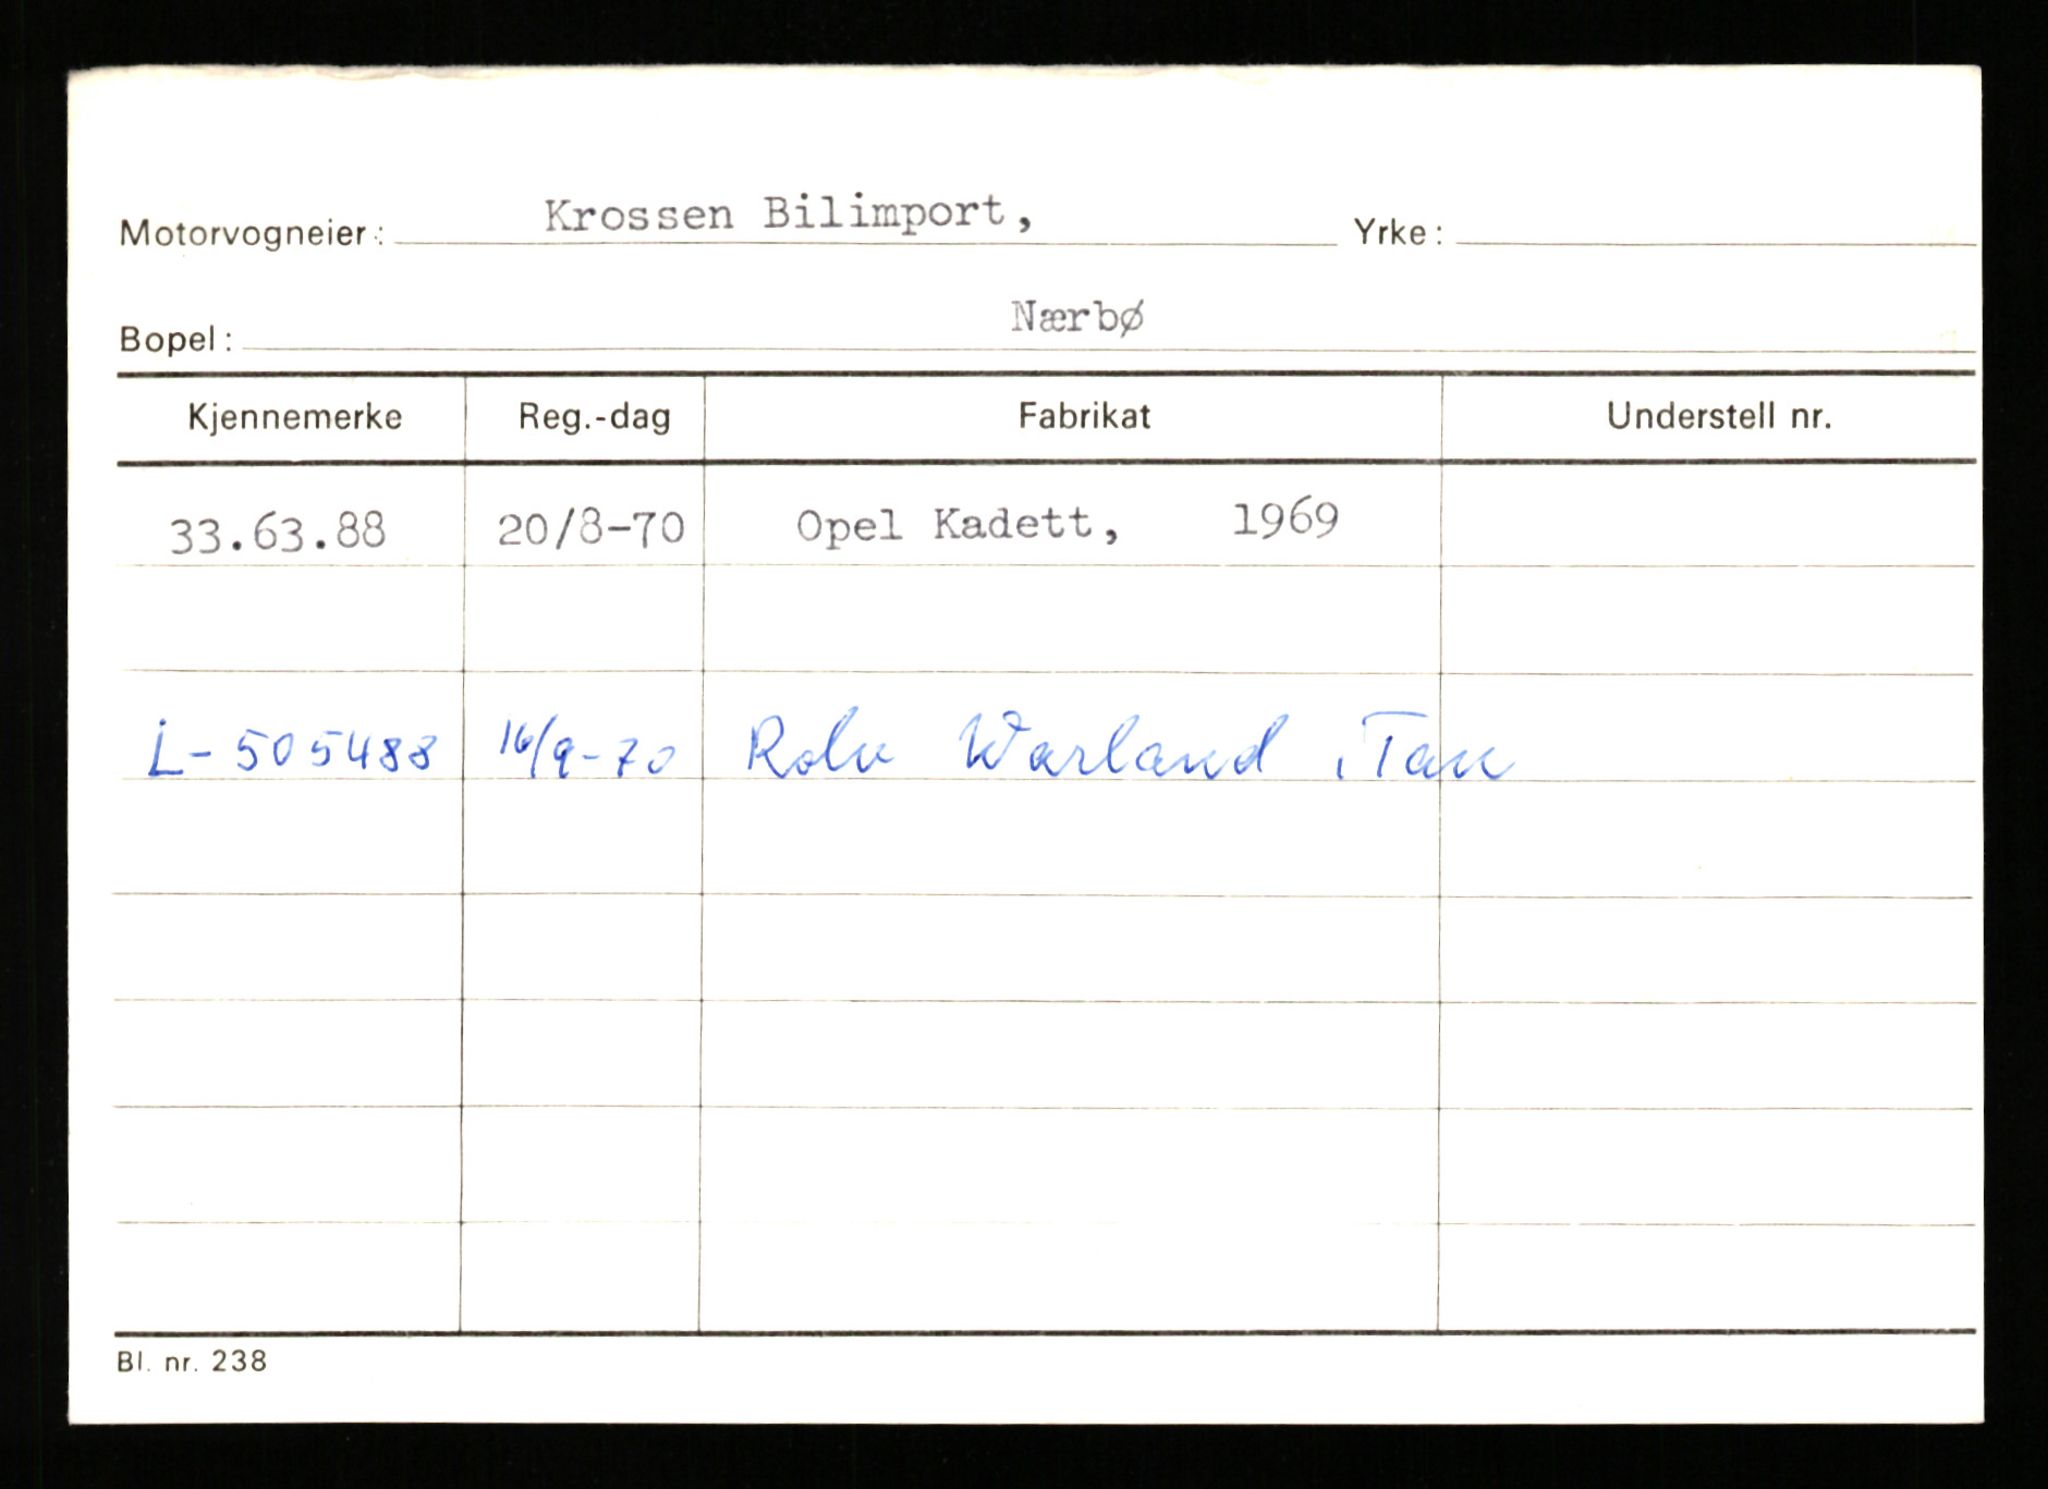 Motorvogneier: Krossen Bilimport, Yrke:
Bopel: Nærbø
Kjennemerke Reg.-dag Fabrikat Understell nr.
33.63.88 20/8-70 Opel Kadett, 1969
L-505488 16/9-70 Rolv Warland, Tau
Bl. nr. 238